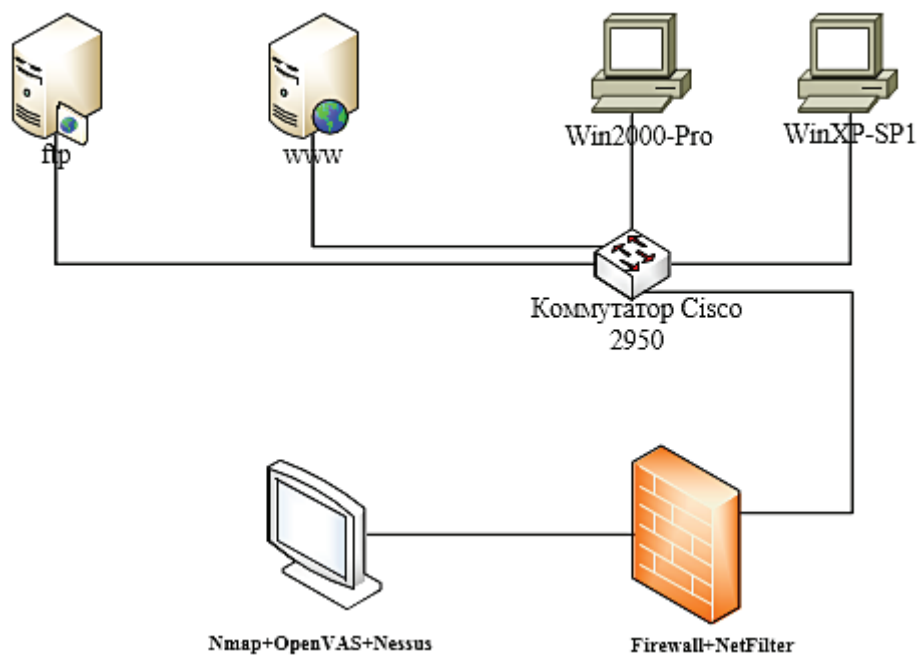 ftp
www
Win2000-Pro
WinXP-SP1
Коммутатор Cisco
2950
Nmap+OpenVAS+Nessus
Firewall+NetFilter